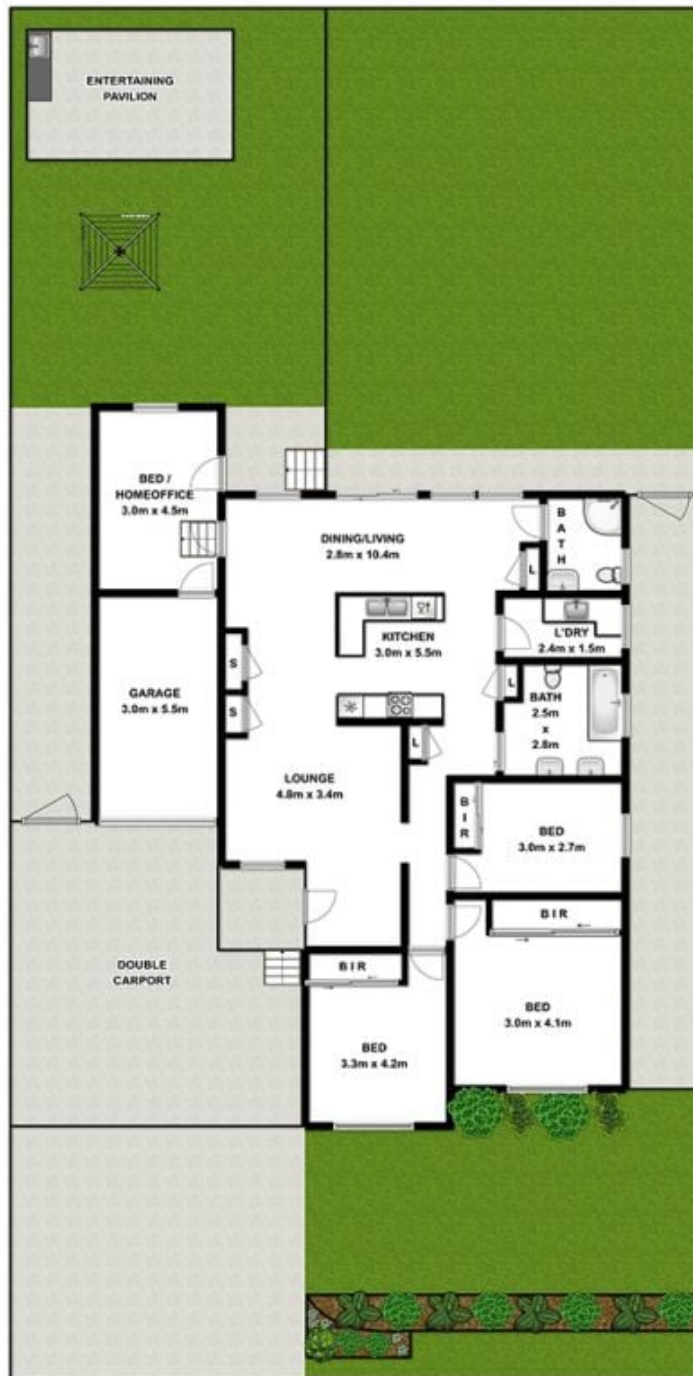 ENTERTAINING
PAVILION
BED /
HOMEOFFICE
3.0m x 4.5m
DINING/LIVING
2.8m x 10.4m
B
A
T
H
L
KITCHEN
3.0m x 5.5m
L'DRY
2.4m x 1.5m
S
S
GARAGE
3.0m x 5.5m
L
BATH
2.5m
x
2.8m
L
LOUNGE
4.8m x 3.4m
B
I
R
BED
3.0m x 2.7m
BIR
DOUBLE
CARPORT
BIR
BED
3.0m x 4.1m
BED
3.3m x 4.2m